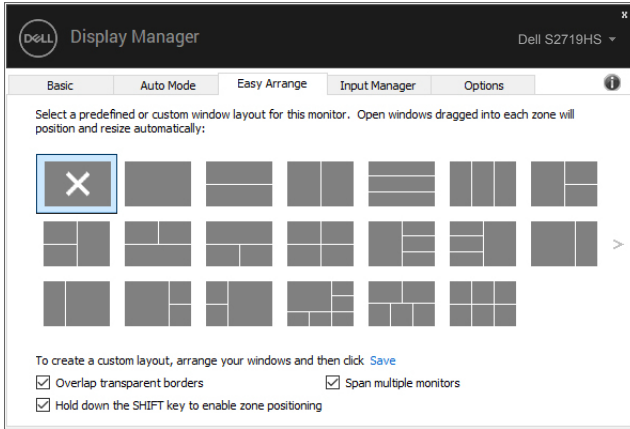 x
DELL Display Manager
Dell S2719HS
Basic Auto Mode Easy Arrange Input Manager Options i
Select a predefined or custom window layout for this monitor. Open windows dragged into each zone will
position and resize automatically:
>
To create a custom layout, arrange your windows and then click Save
Overlap transparent borders Span multiple monitors
Hold down the SHIFT key to enable zone positioning